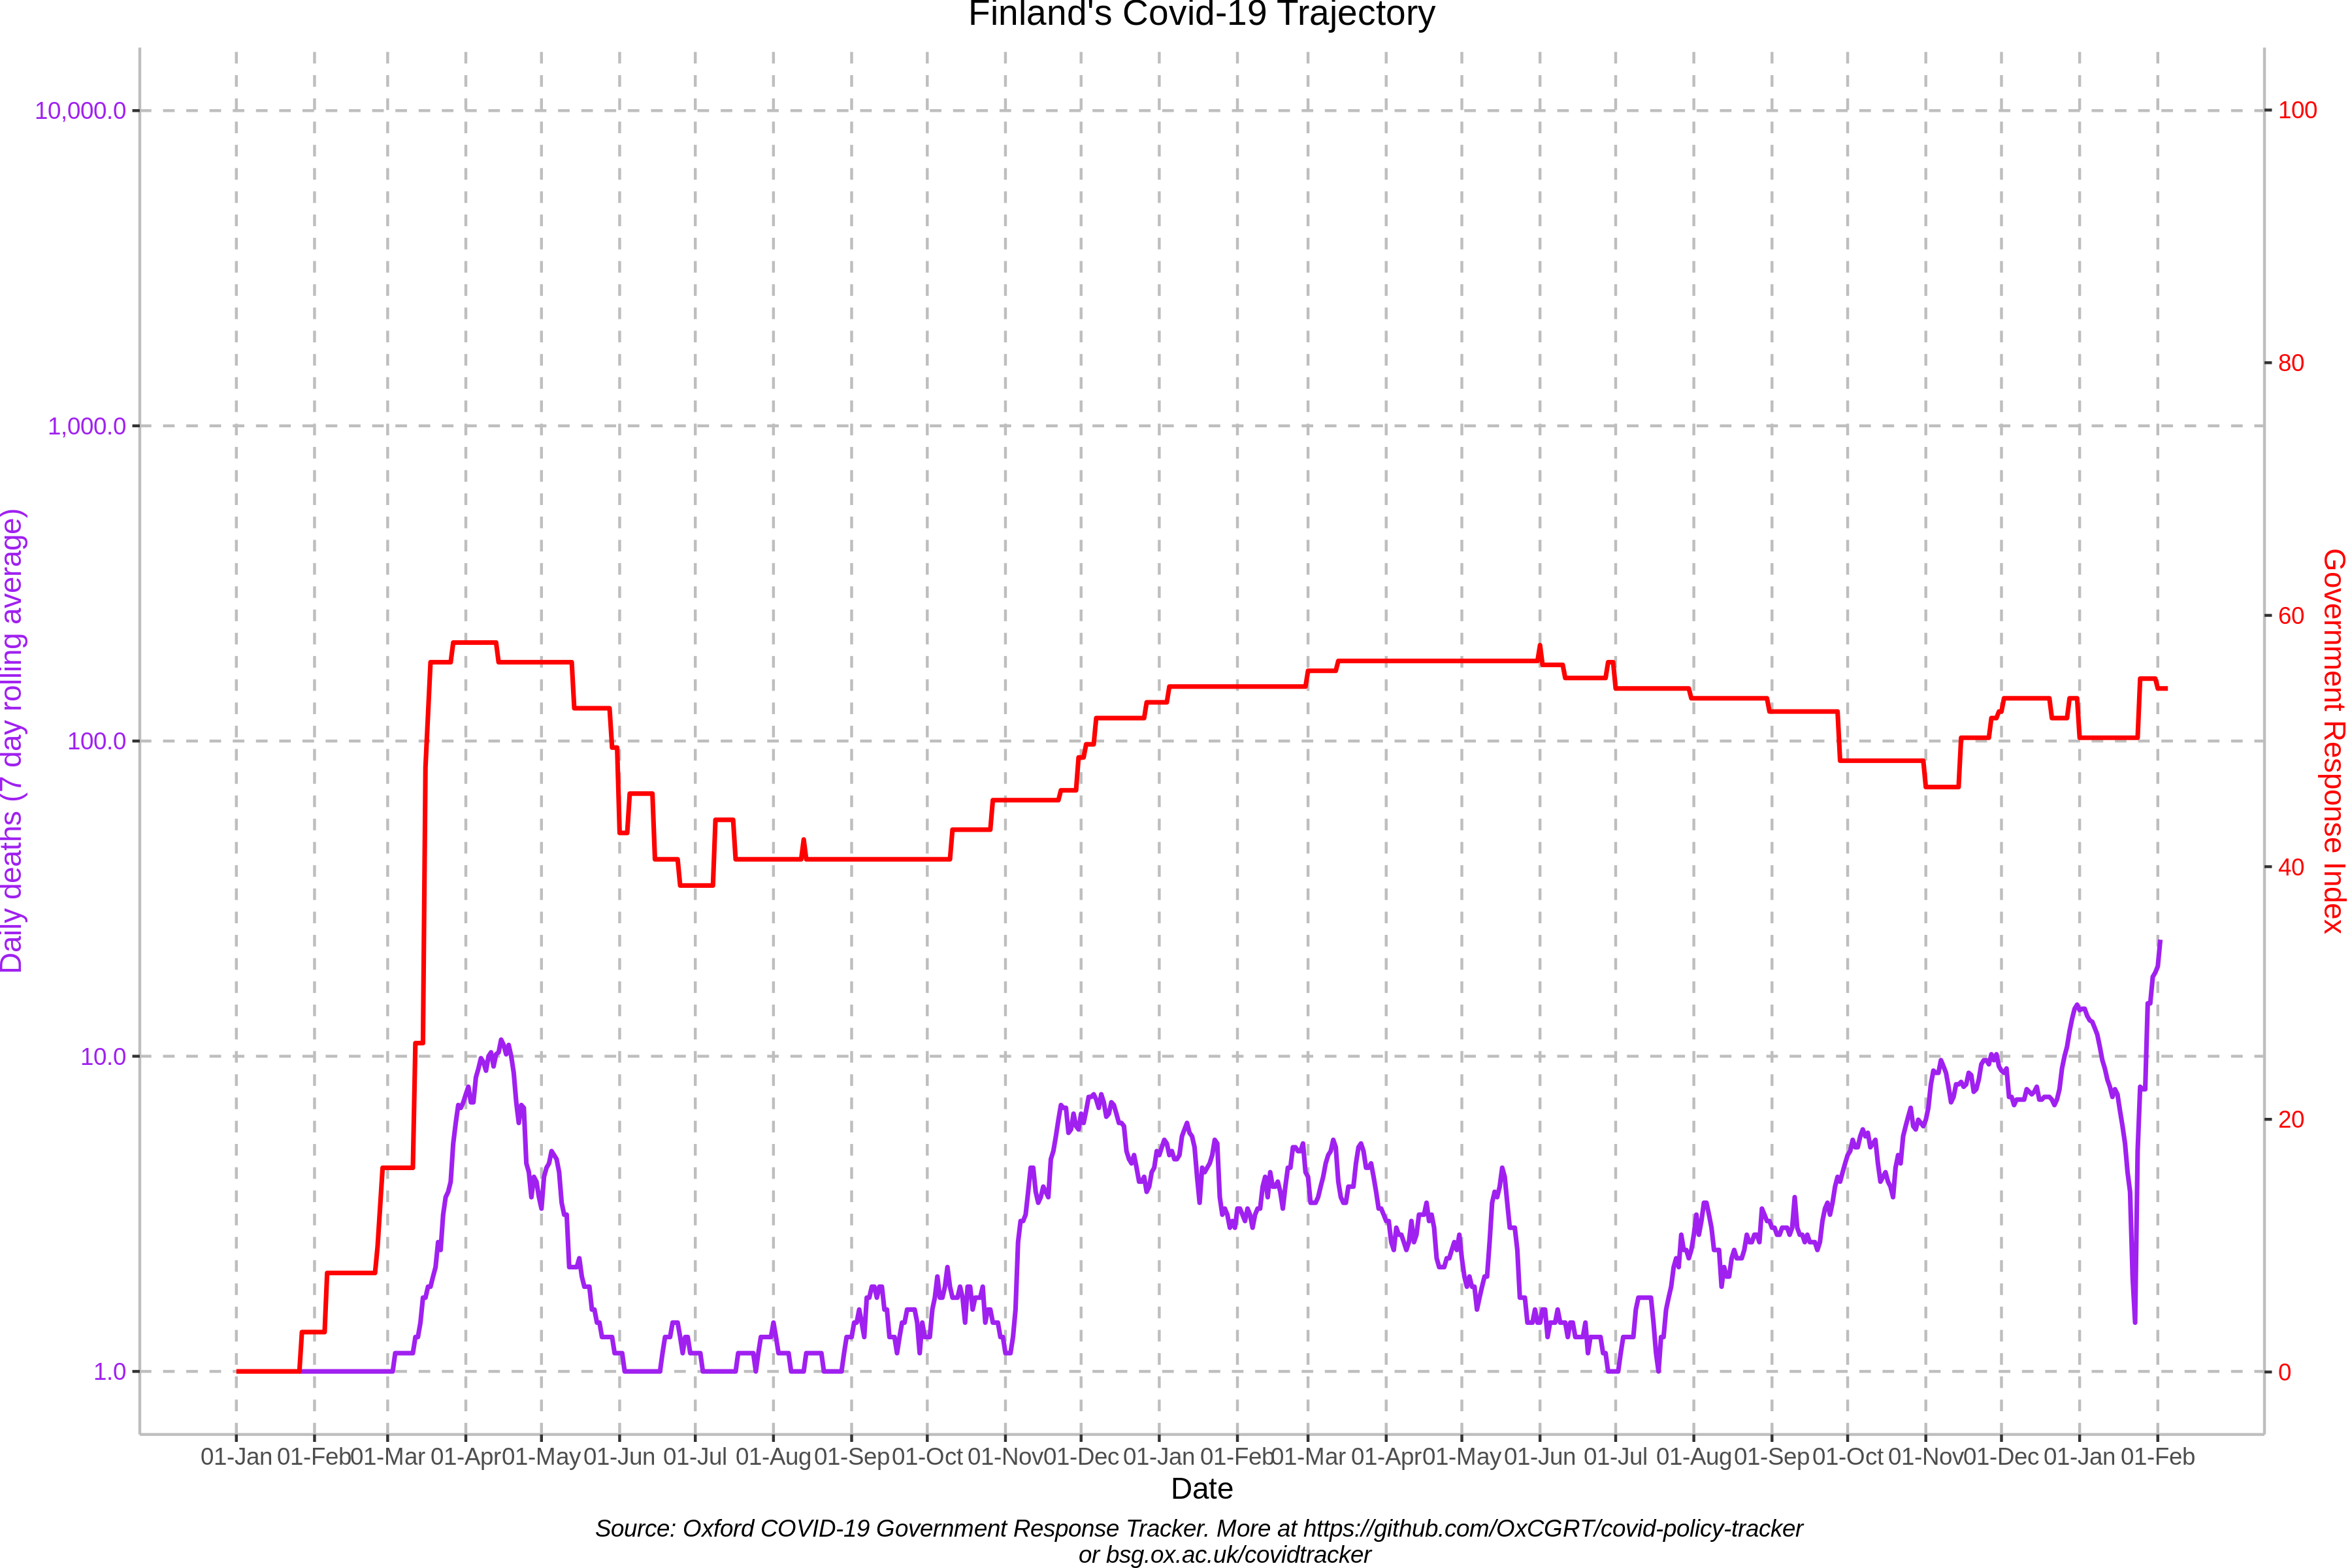 Finland's Covid-19 Trajectory
10,000.0
1,000.0
100.0
10.0
1.0
Daily deaths (7 day rolling average)
100
80
60
40
20
0
Government Response Index
01-Jan 01-Feb 01-Mar 01-Apr 01-May 01-Jun 01-Jul 01-Aug 01-Sep 01-Oct 01-Nov 01-Dec 01-Jan 01-Feb 01-Mar 01-Apr 01-May 01-Jun 01-Jul 01-Aug 01-Sep 01-Oct 01-Nov 01-Dec 01-Jan 01-Feb
Date
Source: Oxford COVID-19 Government Response Tracker. More at https://github.com/OxCGRT/covid-policy-tracker
or bsg.ox.ac.uk/covidtracker